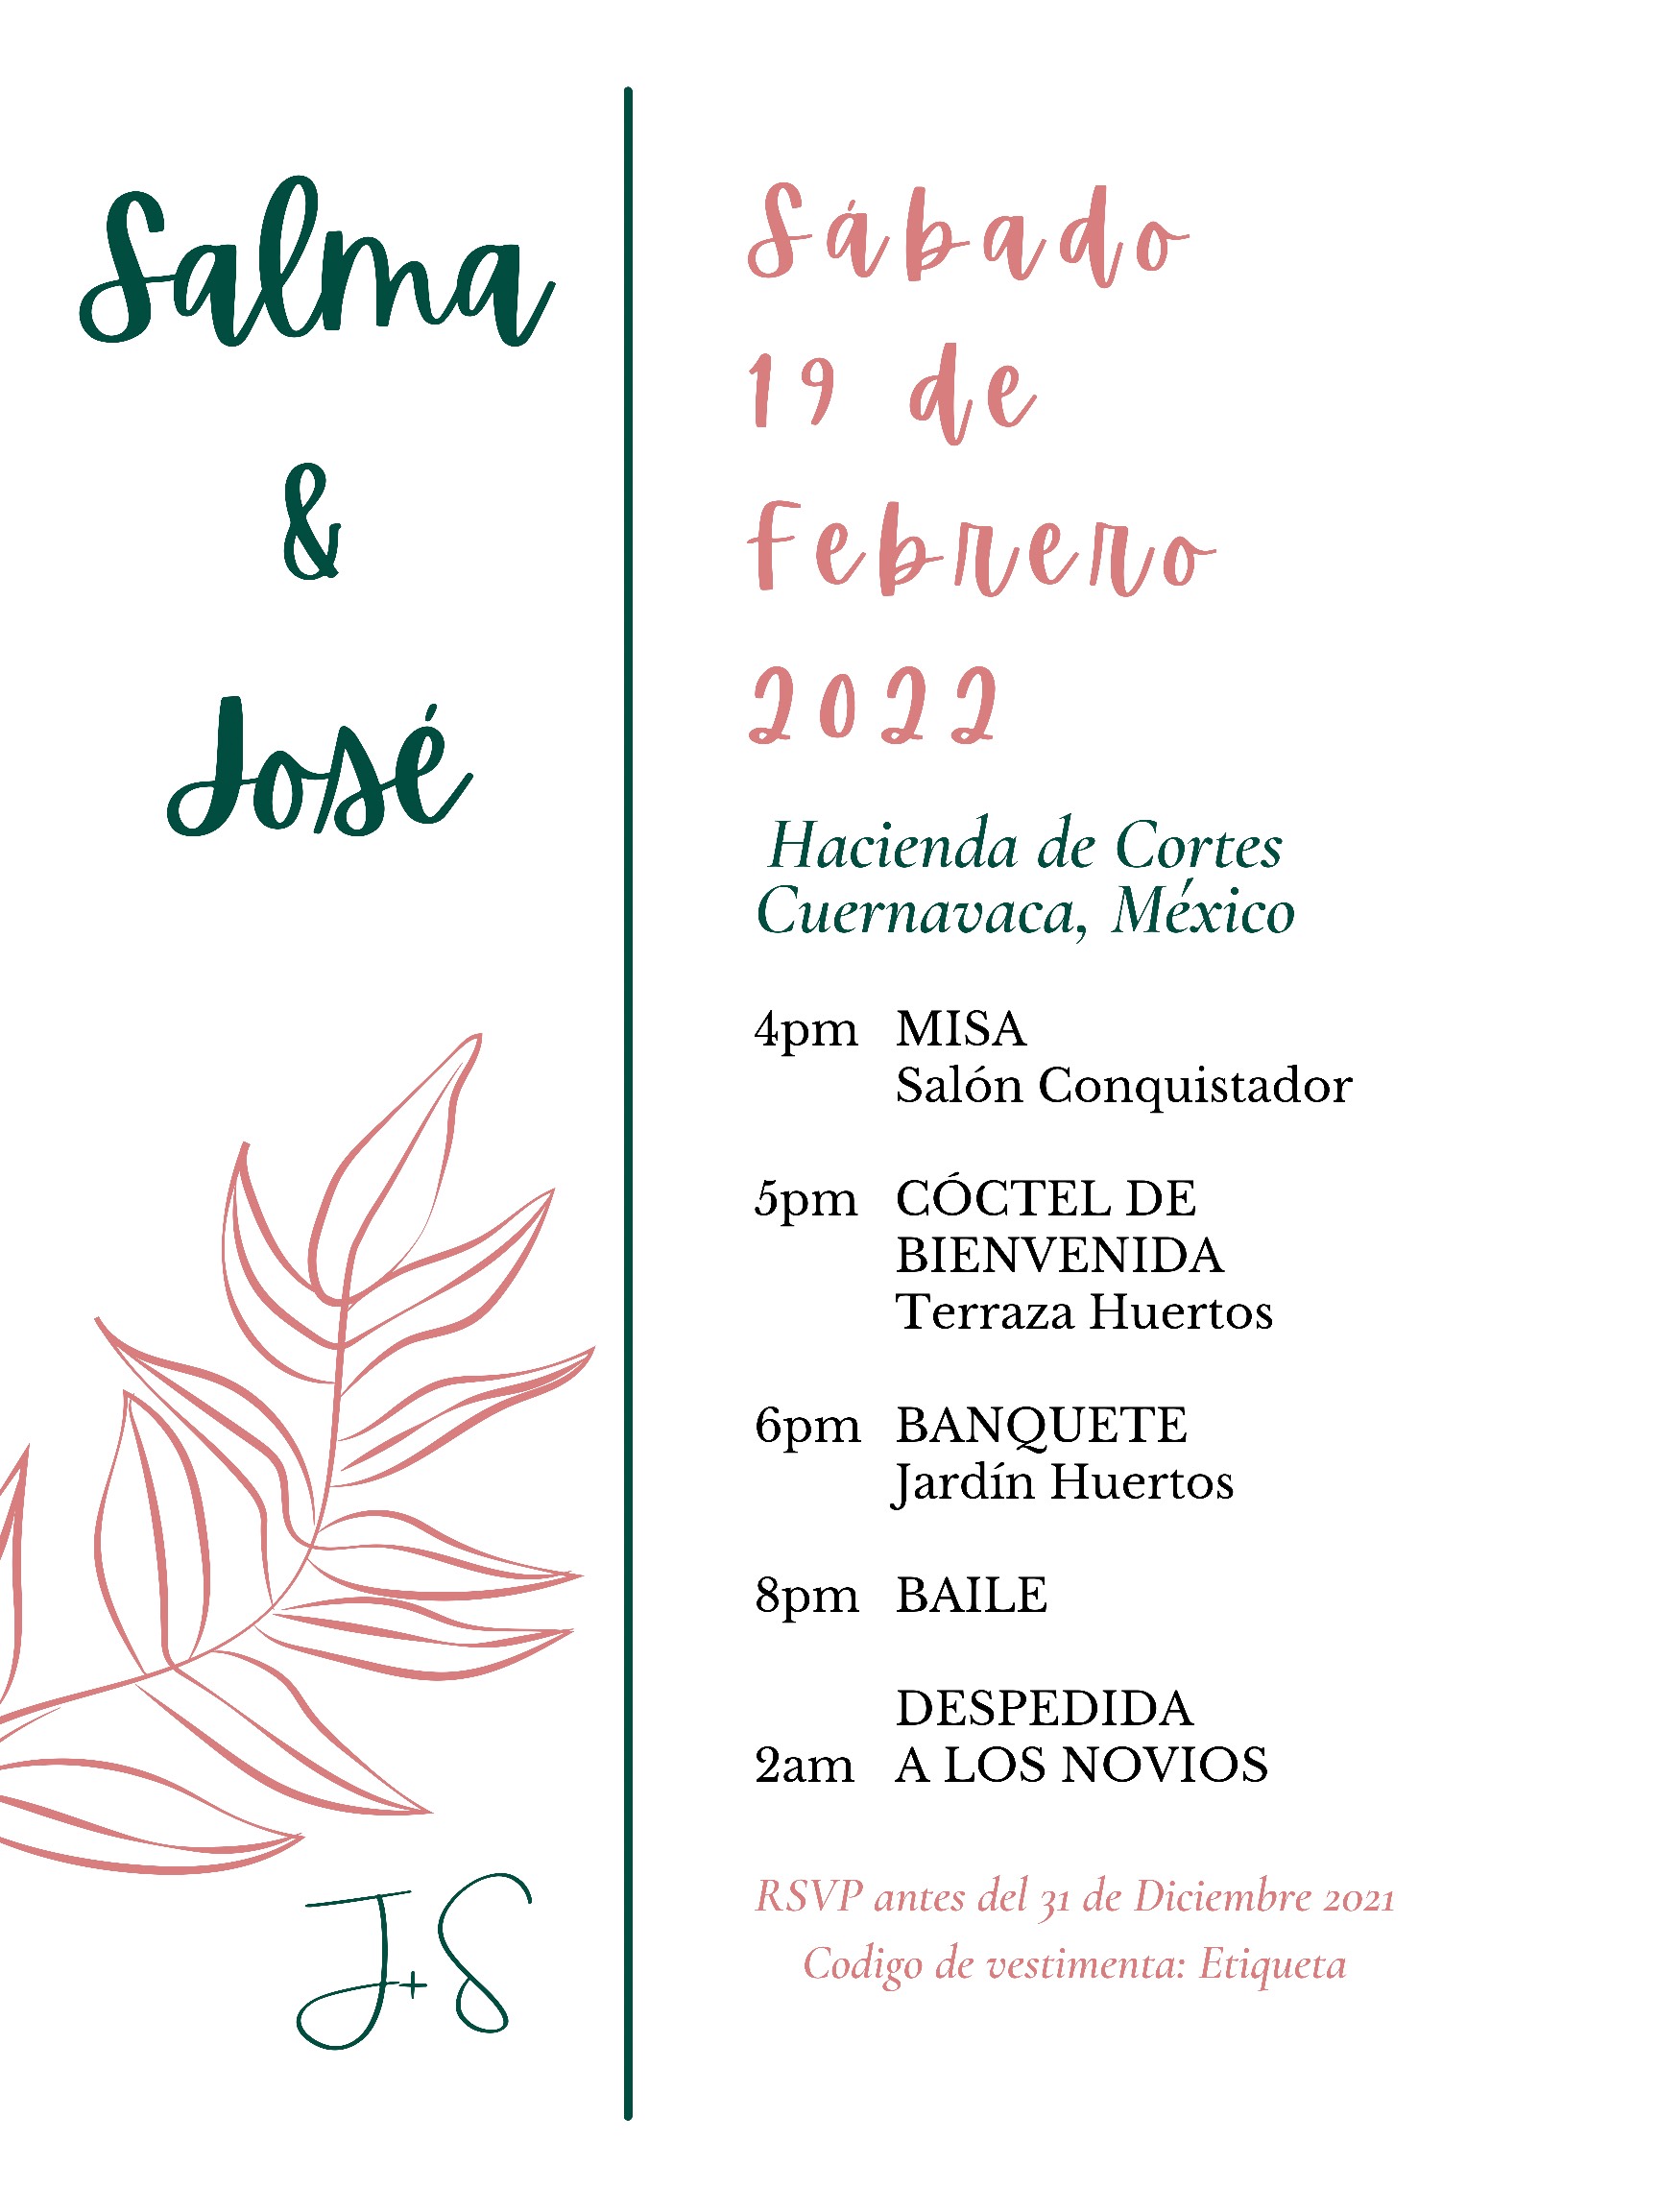 Salma
&
José
J+S
Sábado
19 de
Febrero
2022
Hacienda de Cortes
Cuernavaca, México
4pm MISA
Salón Conquistador
5pm CÓCTEL DE
BIENVENIDA
Terraza Huertos
6pm BANQUETE
Jardín Huertos
8pm BAILE
DESPEDIDA
2am A LOS NOVIOS
RSVP antes del 31 de Diciembre 2021
Codigo de vestimenta: Etiqueta